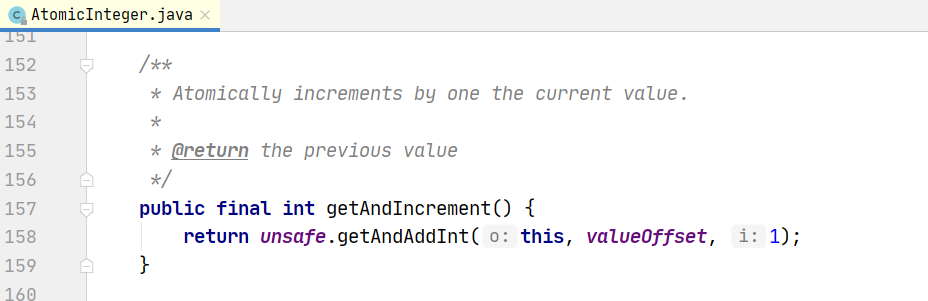 AtomicInteger.java
151
152 /**
153 * Atomically increments by one the current value.
154 *
155 * @return the previous value
156 */
157 public final int getAndIncrement() {
158 return unsafe.getAndAddInt( o: this, valueOffset, i: 1);
159 }
160